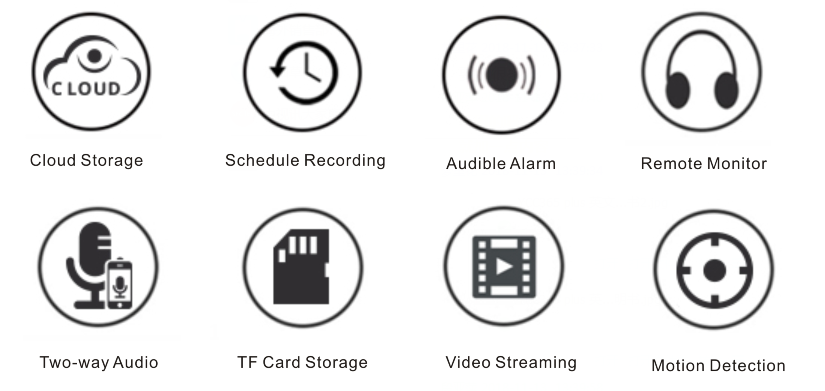 CLOUD
Cloud Storage
Schedule Recording
Audible Alarm
Remote Monitor
Two-way Audio
TF Card Storage
Video Streaming
Motion Detection